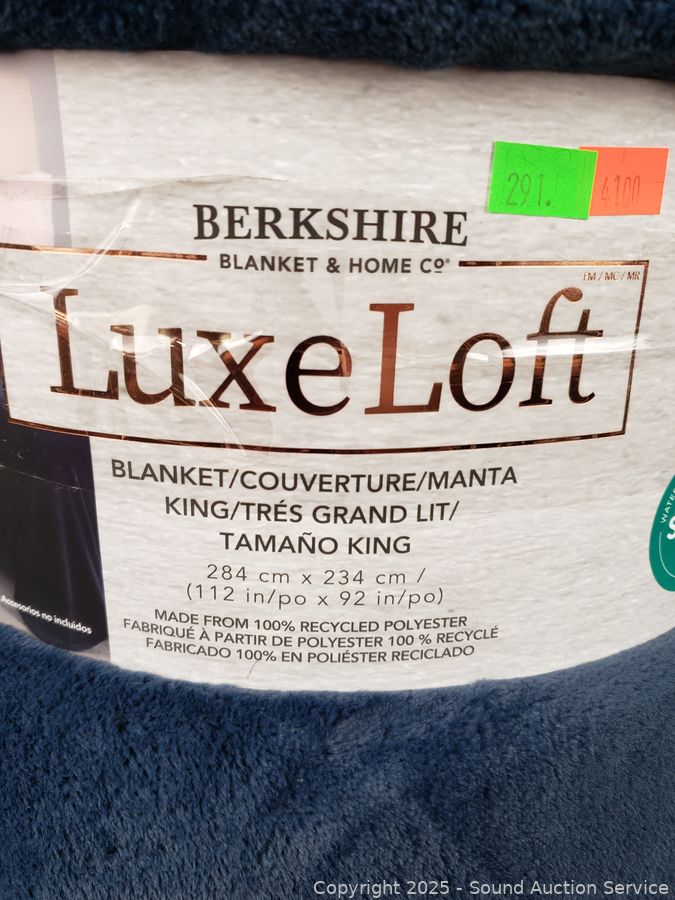 291.
4100
BERKSHIRE
BLANKET & HOME Cº®
TM / MC / MR
LuxeLoft
BLANKET/COUVERTURE/MANTA
KING/TRÉS GRAND LIT/
TAMAÑO KING
284 cm x 234 cm /
(112 in/po x 92 in/po)
MADE FROM 100% RECYCLED POLYESTER
FABRIQUÉ À PARTIR DE POLYESTER 100 % RECYCLÉ
FABRICADO 100% EN POLIÉSTER RECICLADO
Accesorios no incluidos
Copyright 2025 - Sound Auction Service